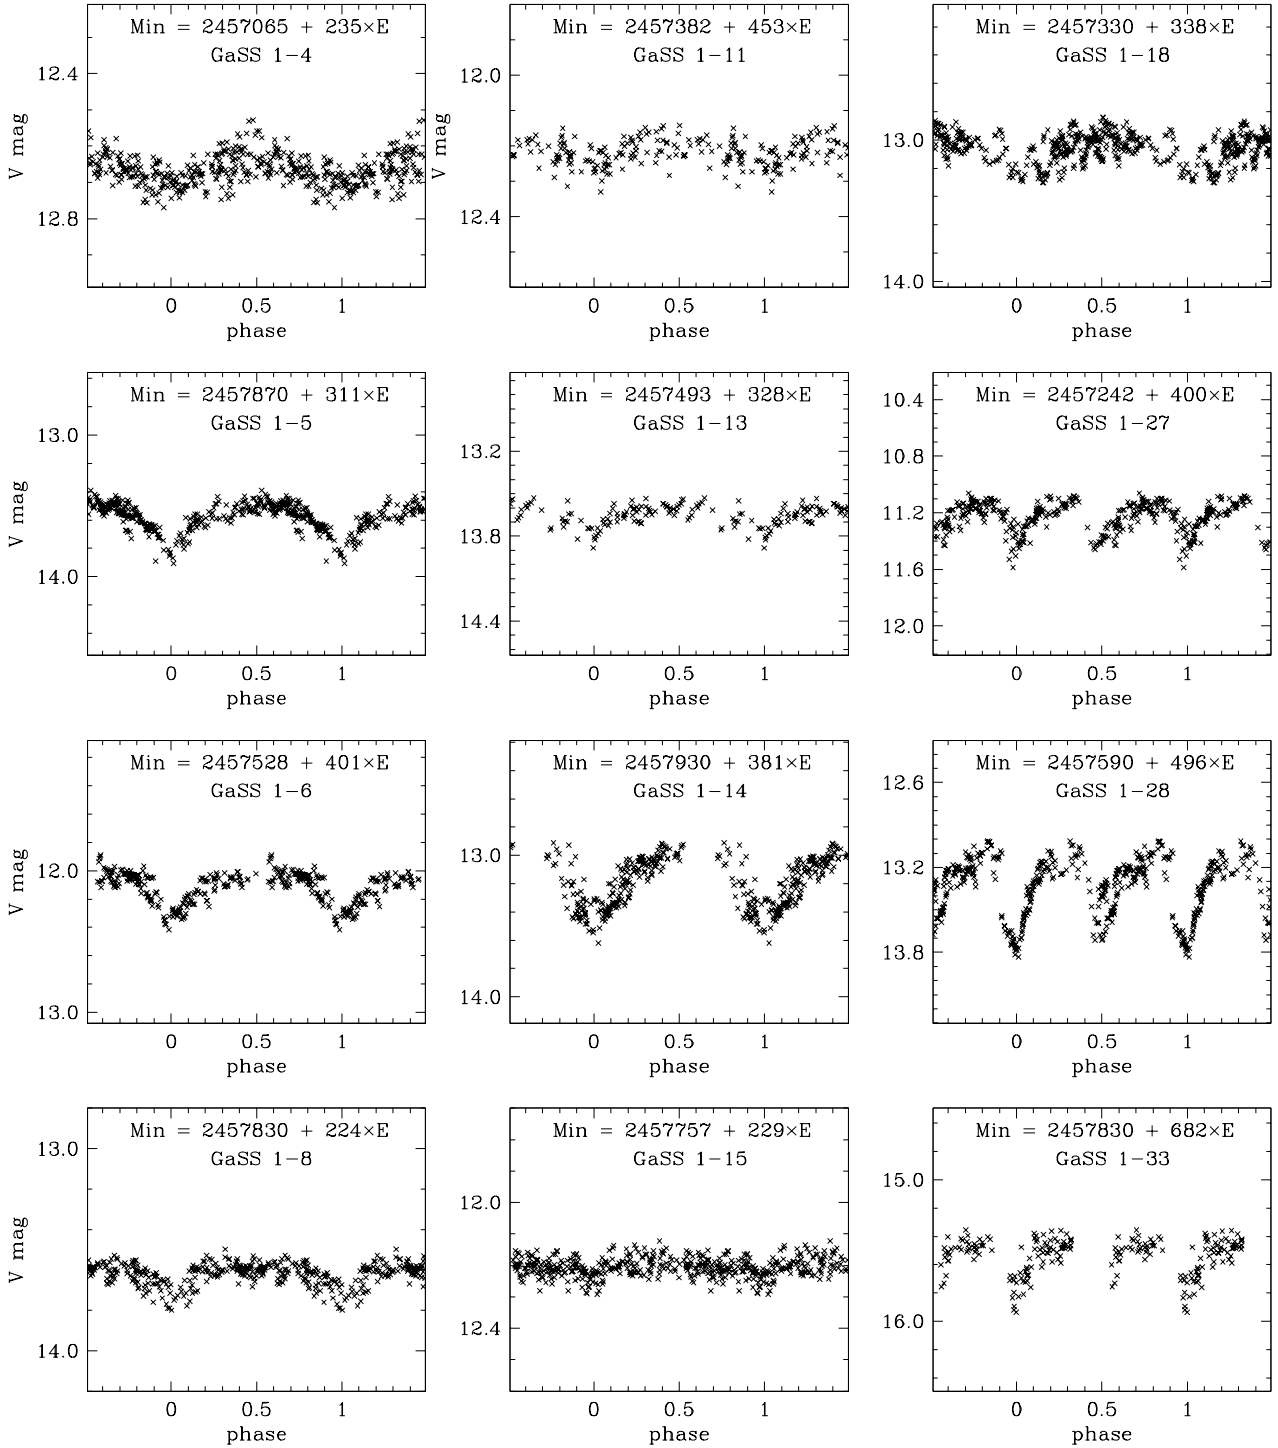 Min = 2457065 + 235×E
GaSS 1−4
12.4
12.8
V mag
0 0.5 1
phase
Min = 2457382 + 453×E
GaSS 1−11
12.0
12.4
V mag
0 0.5 1
phase
Min = 2457330 + 338×E
GaSS 1−18
13.0
14.0
0 0.5 1
phase
Min = 2457870 + 311×E
GaSS 1−5
13.0
14.0
V mag
0 0.5 1
phase
Min = 2457493 + 328×E
GaSS 1−13
13.2
13.8
14.4
0 0.5 1
phase
Min = 2457242 + 400×E
GaSS 1−27
10.4
10.8
11.2
11.6
12.0
0 0.5 1
phase
Min = 2457528 + 401×E
GaSS 1−6
12.0
13.0
V mag
0 0.5 1
phase
Min = 2457930 + 381×E
GaSS 1−14
13.0
14.0
0 0.5 1
phase
Min = 2457590 + 496×E
GaSS 1−28
12.6
13.2
13.8
0 0.5 1
phase
Min = 2457830 + 224×E
GaSS 1−8
13.0
14.0
V mag
0 0.5 1
phase
Min = 2457757 + 229×E
GaSS 1−15
12.0
12.4
0 0.5 1
phase
Min = 2457830 + 682×E
GaSS 1−33
15.0
16.0
0 0.5 1
phase